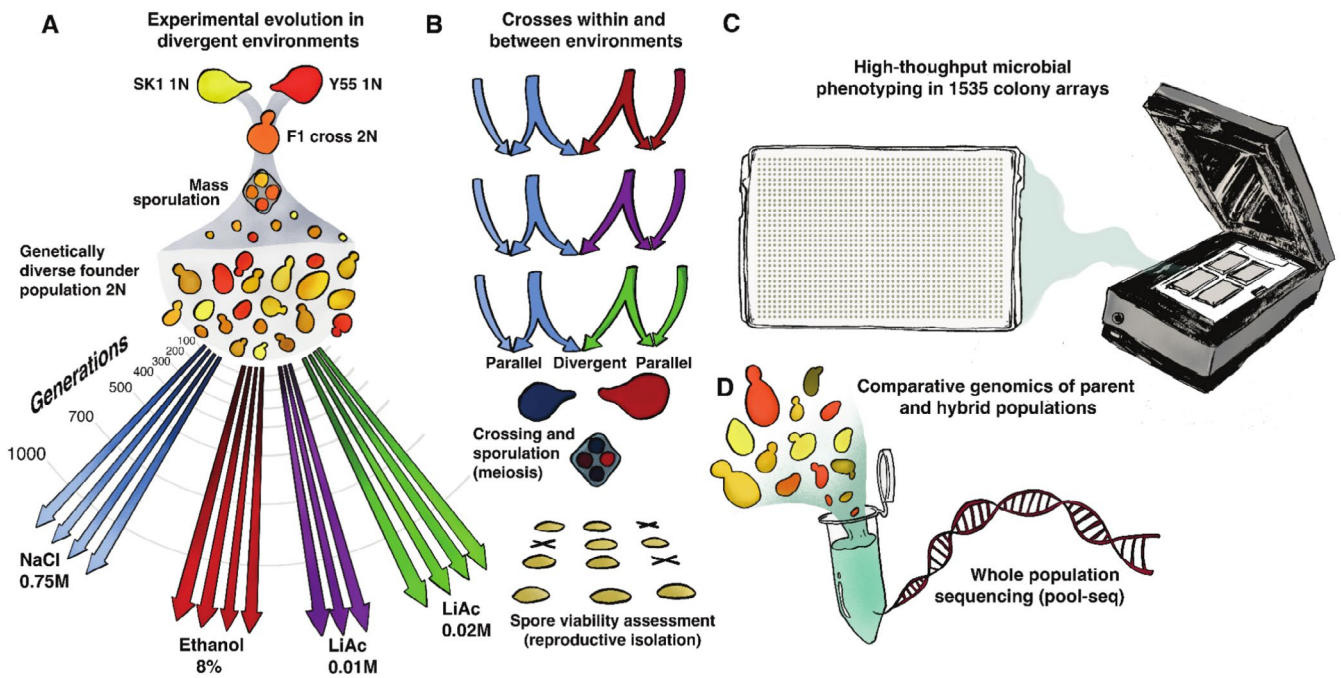 A
Experimental evolution in
divergent environments
SK1 1N
Y55 1N
F1 cross 2N
Mass
sporulation
Genetically
diverse founder
population 2N
Generations
100
200
300
400
500
700
1000
NaCl
0.75M
Ethanol
8%
LiAc
0.01M
LiAc
0.02M
B
Crosses within and
between environments
Parallel Divergent Parallel
Crossing and
sporulation
(meiosis)
Spore viability assessment
(reproductive isolation)
C
High-thoughput microbial
phenotyping in 1535 colony arrays
D
Comparative genomics of parent
and hybrid populations
Whole population
sequencing (pool-seq)